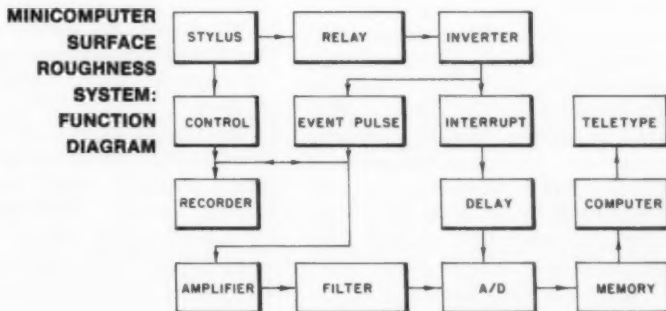 MINICOMPUTER
SURFACE
ROUGHNESS
SYSTEM:
FUNCTION
DIAGRAM
STYLUS
RELAY
INVERTER
CONTROL
EVENT PULSE
INTERRUPT
TELETYPE
RECORDER
DELAY
COMPUTER
AMPLIFIER
FILTER
A/D
MEMORY